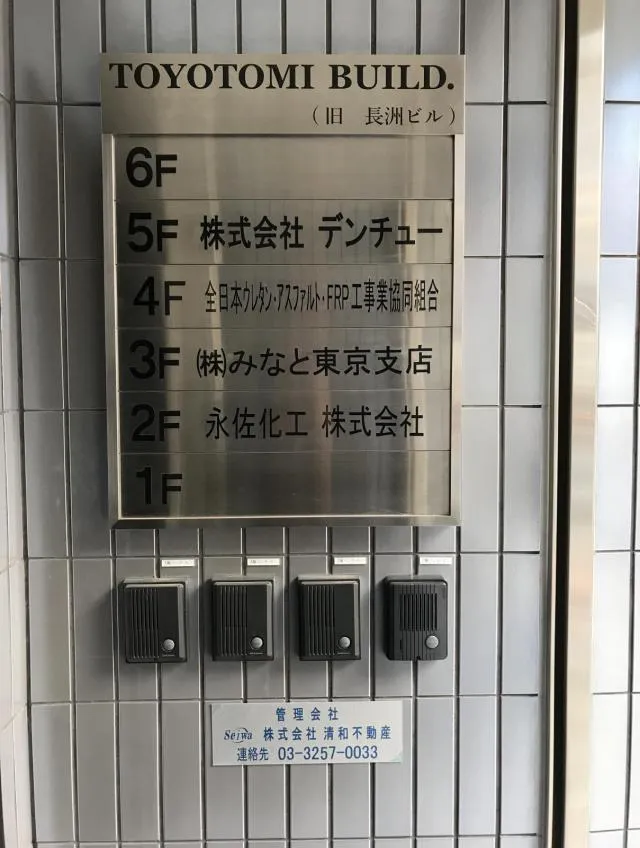 TOYOTOMI BUILD.
(旧 長洲ビル)
6F
5F 株式会社 デンチュー
4F 全日本ウレタン・アスファルト・FRP工事業協同組合
3F (株)みなと東京支店
2F 永佐化工 株式会社
1F
管理会社
Seiwa 株式会社 清和不動産
連絡先 03-3257-0033